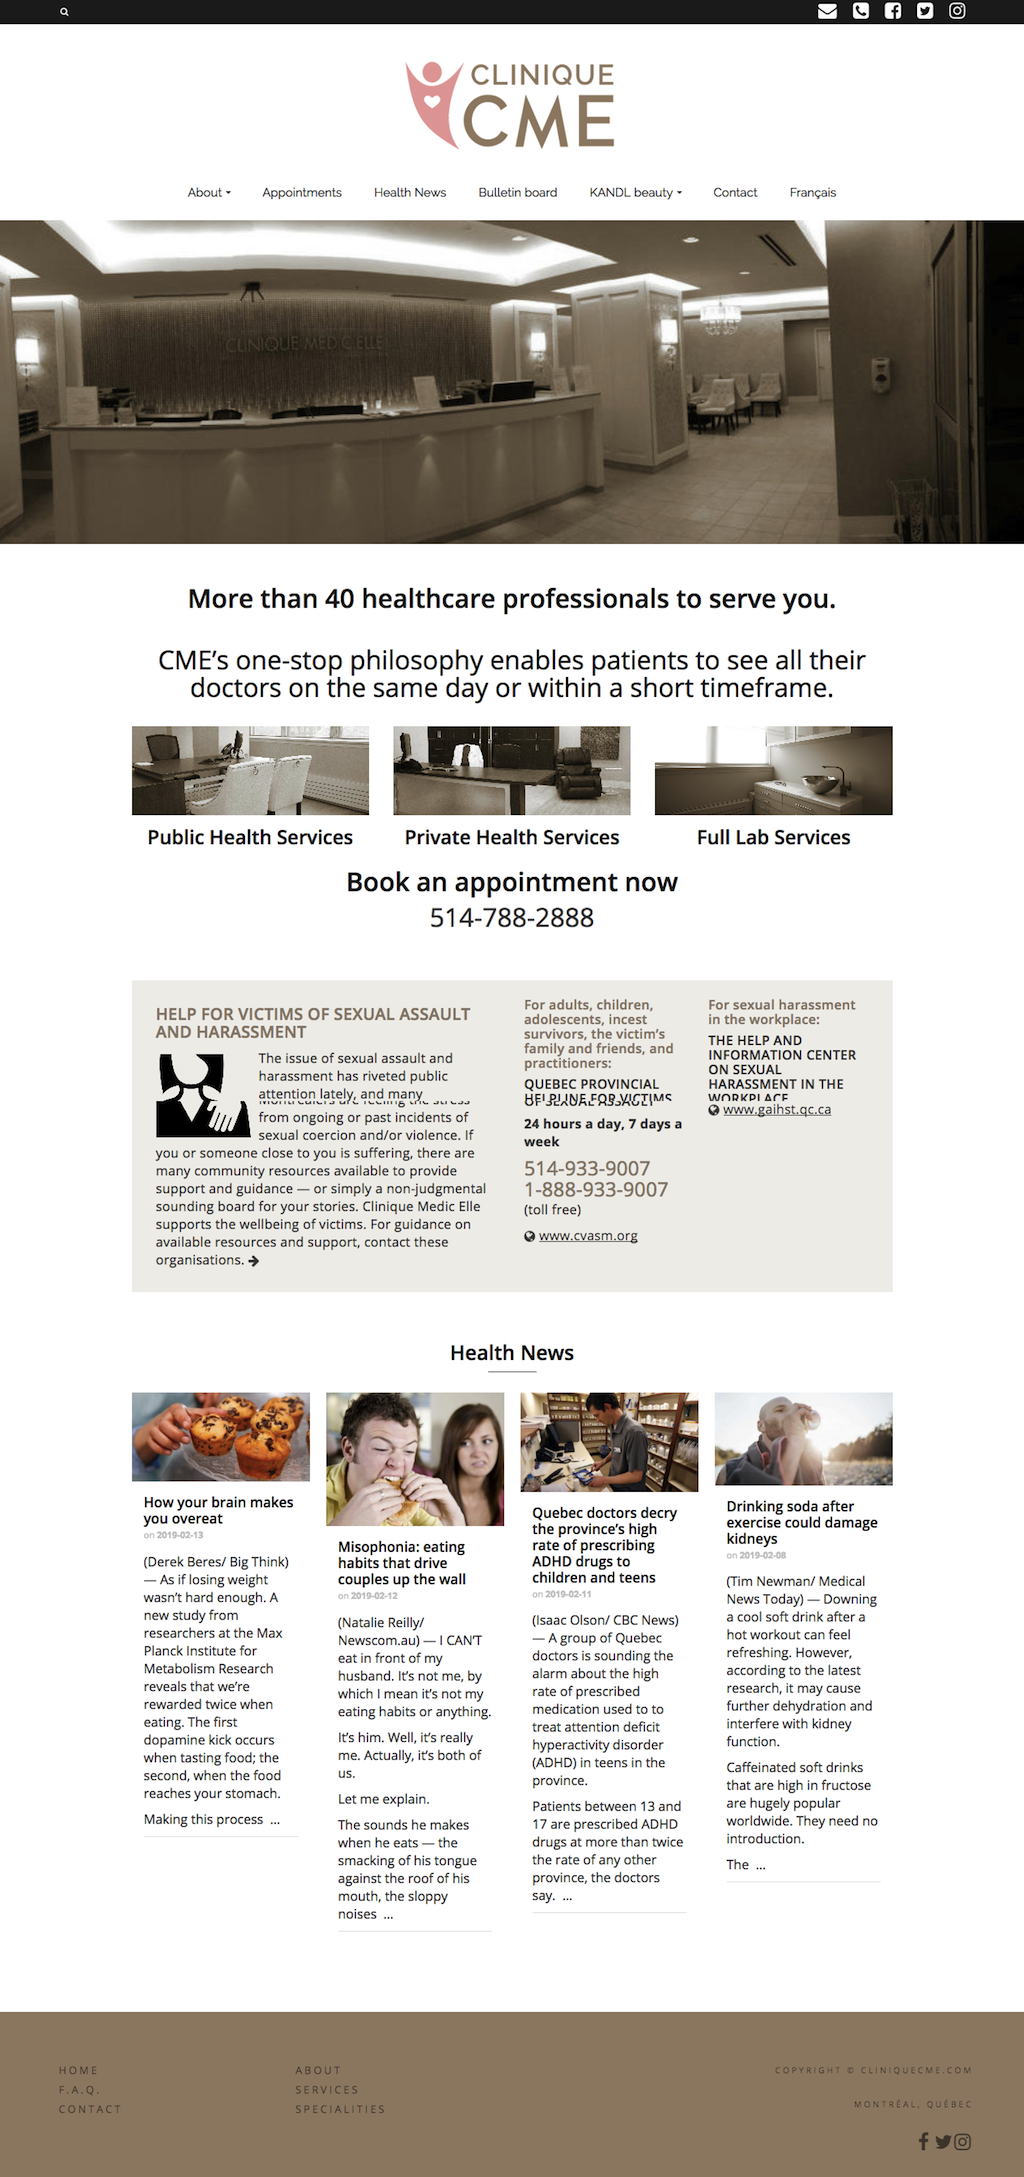 CLINIQUE
CME
About
Appointments
Health News
Bulletin board
KANDL beauty
Contact
Français
CLINIQUE MEDIC ELLE
More than 40 healthcare professionals to serve you.
CME’s one-stop philosophy enables patients to see all their
doctors on the same day or within a short timeframe.
Public Health Services
Private Health Services
Full Lab Services
Book an appointment now
514-788-2888
HELP FOR VICTIMS OF SEXUAL ASSAULT
AND HARASSMENT
The issue of sexual assault and
harassment has riveted public
attention lately, and many
Montrealers are feeling the stress
from ongoing or past incidents of
sexual coercion and/or violence. If
you or someone close to you is suffering, there are
many community resources available to provide
support and guidance — or simply a non-judgmental
sounding board for your stories. Clinique Medic Elle
supports the wellbeing of victims. For guidance on
available resources and support, contact these
organisations.
For adults, children,
adolescents, incest
survivors, the victim’s
family and friends, and
practitioners:
QUEBEC PROVINCIAL
HELPLINE FOR VICTIMS
OF SEXUAL ASSAULT
24 hours a day, 7 days a
week
514-933-9007
1-888-933-9007
(toll free)
www.cvasm.org
For sexual harassment
in the workplace:
THE HELP AND
INFORMATION CENTER
ON SEXUAL
HARASSMENT IN THE
WORKPLACE
www.gaihst.qc.ca
Health News
How your brain makes
you overeat
on 2019-02-13
(Derek Beres/ Big Think)
— As if losing weight
wasn’t hard enough. A
new study from
researchers at the Max
Planck Institute for
Metabolism Research
reveals that we’re
rewarded twice when
eating. The first
dopamine kick occurs
when tasting food; the
second, when the food
reaches your stomach.
Making this process ...
Misophonia: eating
habits that drive
couples up the wall
on 2019-02-12
(Natalie Reilly/
Newscom.au) — I CAN’T
eat in front of my
husband. It’s not me, by
which I mean it’s not my
eating habits or anything.
It’s him. Well, it’s really
me. Actually, it’s both of
us.
Let me explain.
The sounds he makes
when he eats — the
smacking of his tongue
against the roof of his
mouth, the sloppy
noises ...
Quebec doctors decry
the province’s high
rate of prescribing
ADHD drugs to
children and teens
on 2019-02-11
(Isaac Olson/ CBC News)
— A group of Quebec
doctors is sounding the
alarm about the high
rate of prescribed
medication used to to
treat attention deficit
hyperactivity disorder
(ADHD) in teens in the
province.
Patients between 13 and
17 are prescribed ADHD
drugs at more than twice
the rate of any other
province, the doctors
say. ...
Drinking soda after
exercise could damage
kidneys
on 2019-02-08
(Tim Newman/ Medical
News Today) — Downing
a cool soft drink after a
hot workout can feel
refreshing. However,
according to the latest
research, it may cause
further dehydration and
interfere with kidney
function.
Caffeinated soft drinks
that are high in fructose
are hugely popular
worldwide. They need no
introduction.
The ...
HOME
F.A.Q.
CONTACT
ABOUT
SERVICES
SPECIALITIES
COPYRIGHT © CLINIQUECME.COM
MONTRÉAL, QUÉBEC